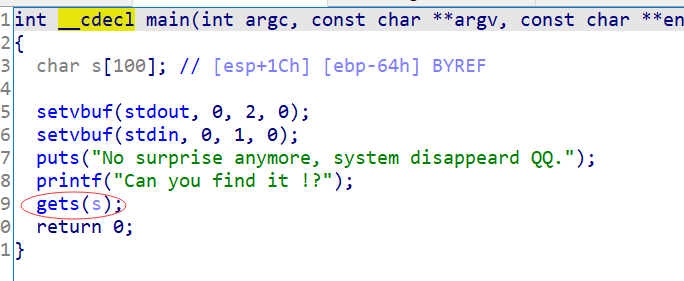 1 int __cdecl main(int argc, const char **argv, const char **en
2 {
3 char s[100]; // [esp+1Ch] [ebp-64h] BYREF
4
5 setvbuf(stdout, 0, 2, 0);
6 setvbuf(stdin, 0, 1, 0);
7 puts("No surprise anymore, system disappeard QQ.");
8 printf("Can you find it !?");
9 gets(s);
0 return 0;
1 }